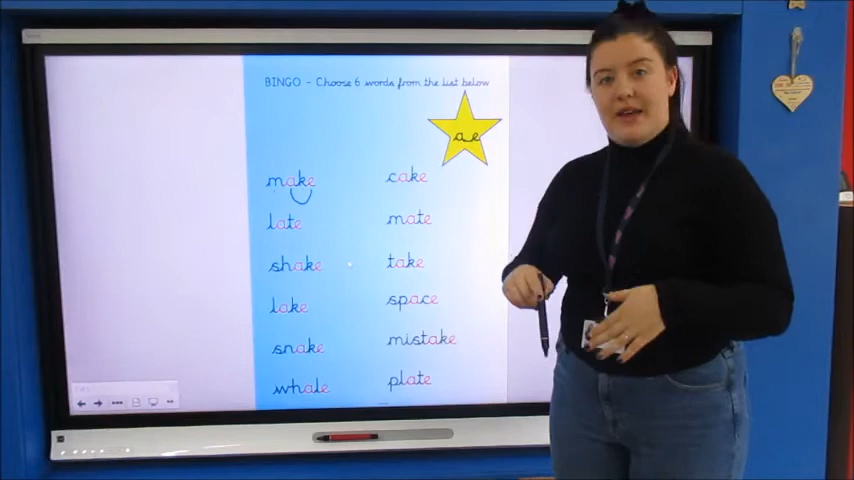 BINGO - Choose 6 words from the list below
a_e
make cake
late mate
shake take
lake space
snake mistake
whale plate